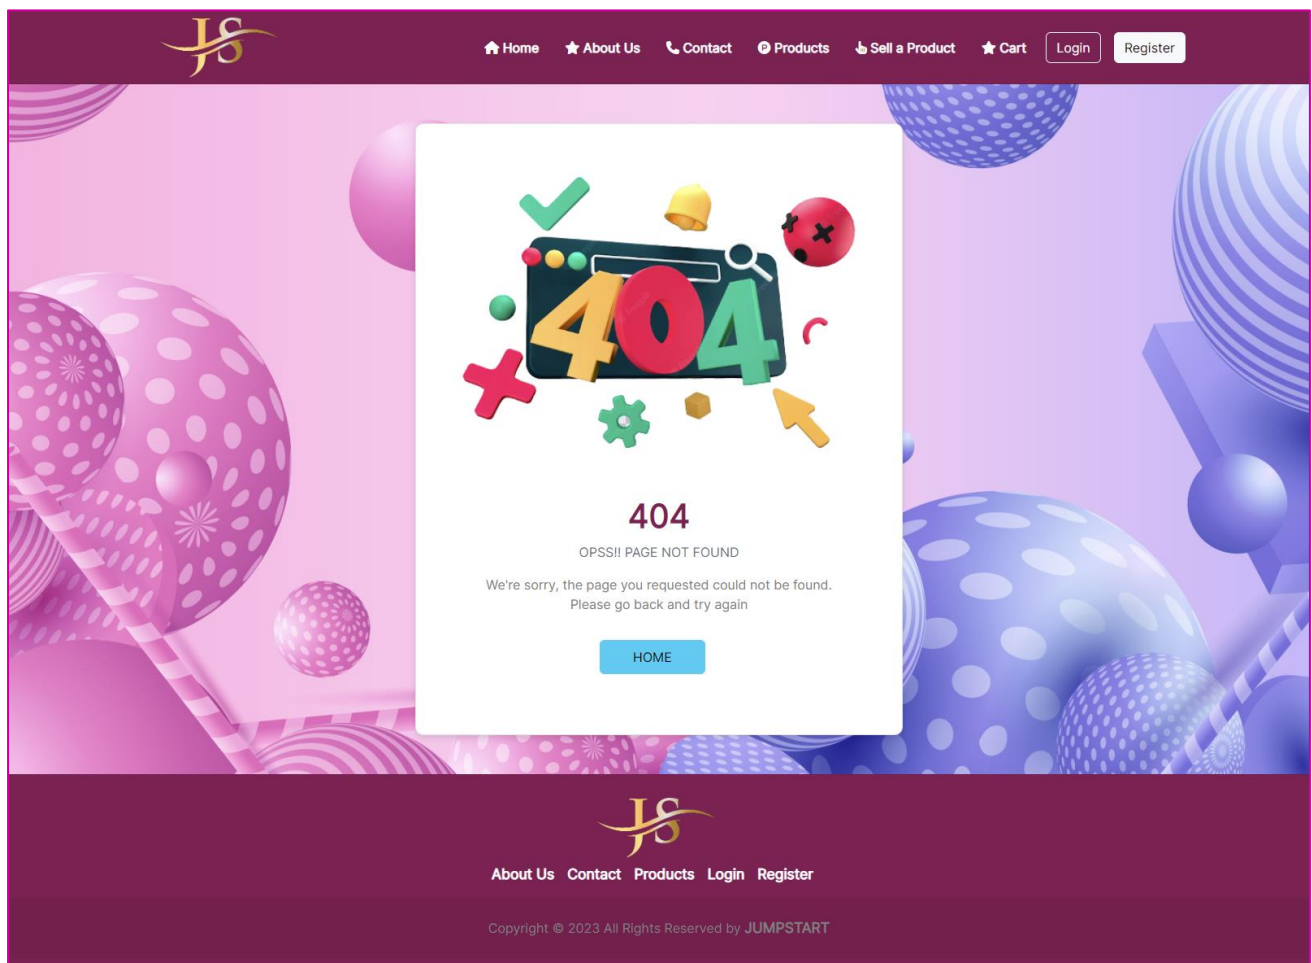 JS
Home About Us Contact Products Sell a Product Cart Login Register
404
404
OPSS!! PAGE NOT FOUND
We're sorry, the page you requested could not be found.
Please go back and try again
HOME
JS
About Us Contact Products Login Register
Copyright © 2023 All Rights Reserved by JUMPSTART